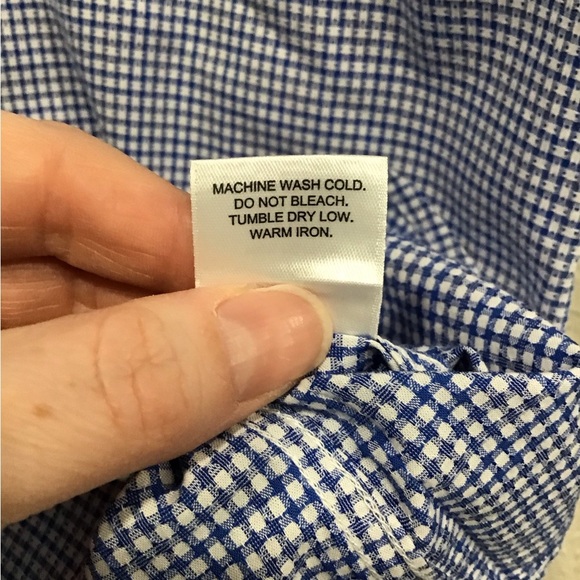 MACHINE WASH COLD.
DO NOT BLEACH.
TUMBLE DRY LOW.
WARM IRON.